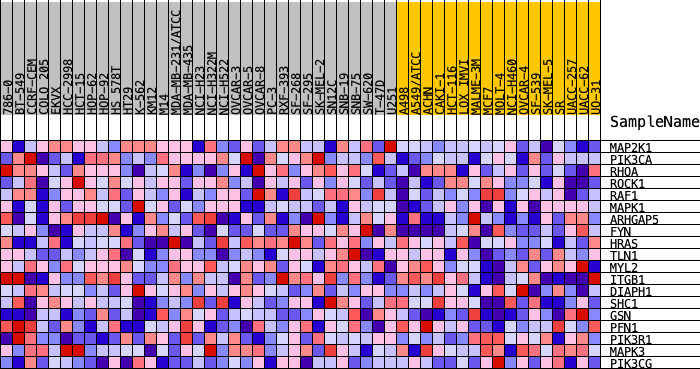 786-0
BT-549
CCRF-CEM
COLO 205
EKVX
HCC-2998
HCT-15
HOP-62
HOP-92
HS 578T
HT29
K-562
KM12
M14
MDA-MB-231/ATCC
MDA-MB-435
NCI-H23
NCI-H322M
NCI-H522
OVCAR-3
OVCAR-5
OVCAR-8
PC-3
RXF-393
SF-268
SF-295
SK-MEL-2
SN12C
SNB-19
SNB-75
SW-620
T-47D
U251
A498
A549/ATCC
ACHN
CAKI-1
HCT-116
LOX IMVI
MALME-3M
MCF7
MOLT-4
NCI-H460
OVCAR-4
SF-539
SK-MEL-5
SR
UACC-257
UACC-62
UO-31
SampleName
MAP2K1
PIK3CA
RHOA
ROCK1
RAF1
MAPK1
ARHGAP5
FYN
HRAS
TLN1
MYL2
ITGB1
DIAPH1
SHC1
GSN
PFN1
PIK3R1
MAPK3
PIK3CG